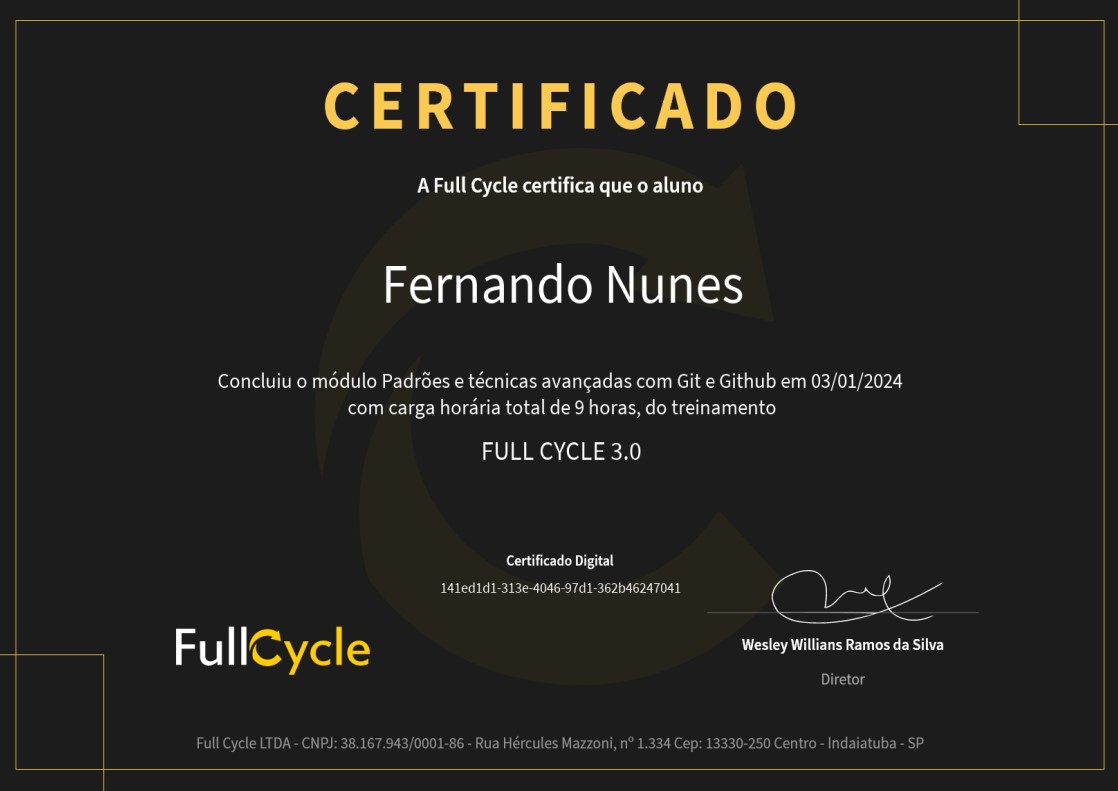 CERTIFICADO
A Full Cycle certifica que o aluno
Fernando Nunes
Concluiu o módulo Padrões e técnicas avançadas com Git e Github em 03/01/2024
com carga horária total de 9 horas, do treinamento
FULL CYCLE 3.0
Certificado Digital
141ed1d1-313e-4046-97d1-362b46247041
FullCycle
Wesley Willians Ramos da Silva
Diretor
Full Cycle LTDA - CNPJ: 38.167.943/0001-86 - Rua Hércules Mazzoni, nº 1.334 Cep: 13330-250 Centro - Indaiatuba - SP